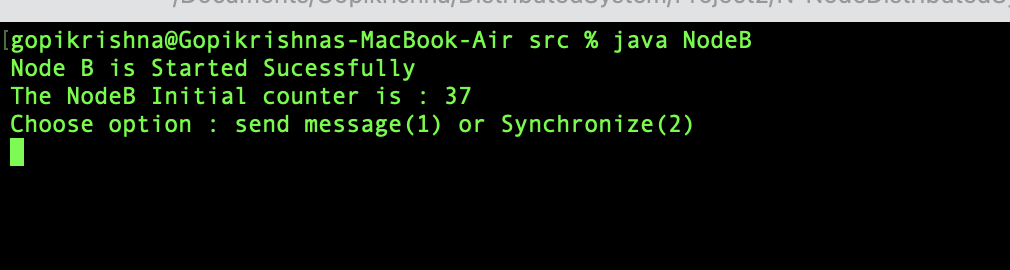 /Documents/Gopikrishna/DistributedSystem/Project2/N-NodeDistributedSy
gopikrishna@Gopikrishnas-MacBook-Air src % java NodeB
Node B is Started Sucessfully
The NodeB Initial counter is : 37
Choose option : send message(1) or Synchronize(2)